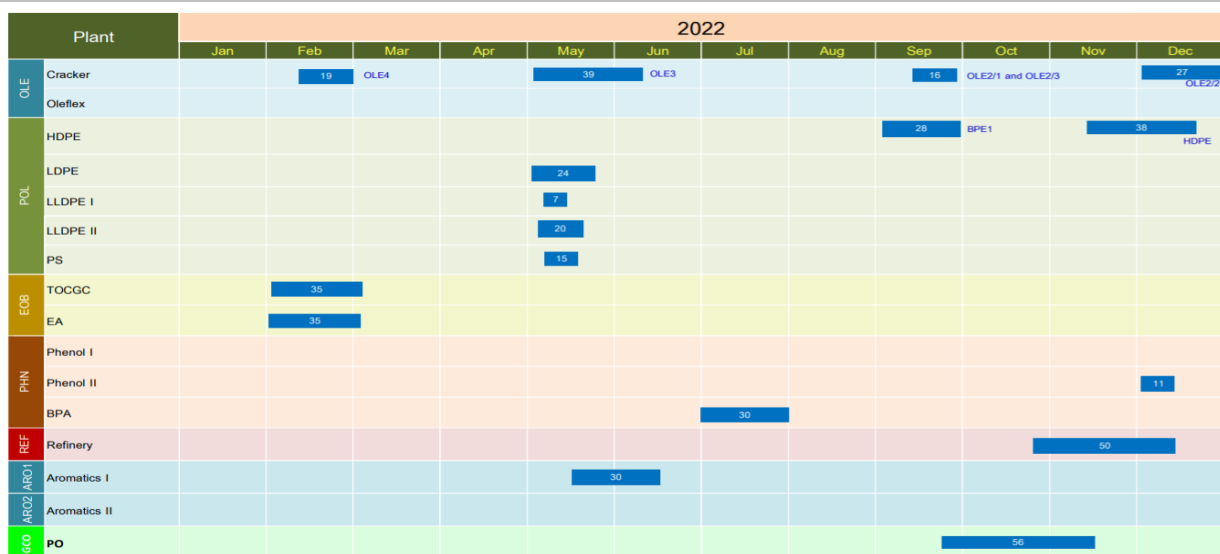 Plant
2022
Jan Feb Mar Apr May Jun Jul Aug Sep Oct Nov Dec
OLE
Cracker 19 OLE4 39 OLE3 16 OLE2/1 and OLE2/3 27
OLE2/2
Oleflex
POL
HDPE 28 BPE1 38
HDPE
LDPE 24
LLDPE I 7
LLDPE II 20
PS 15
EOB
TOCGC 35
EA 35
PHN
Phenol I
Phenol II 11
BPA 30
REF
Refinery 50
ARO1
Aromatics I 30
ARO2
Aromatics II
GCO
PO 56